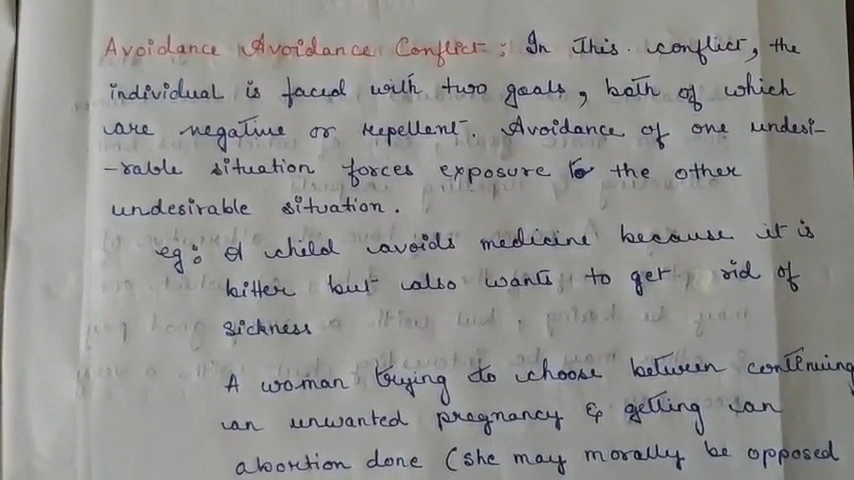 Avoidance Avoidance Conflict: In this conflict, the
individual is faced with two goals, both of which
are negative or repellent. Avoidance of one undesi-
-rable situation forces exposure to the other
undesirable situation.
eg: A child avoids medicine because it is
bitter but also wants to get rid of
sickness
A woman trying to choose between continuing
an unwanted pregnancy & getting an
abortion done (she may morally be opposed